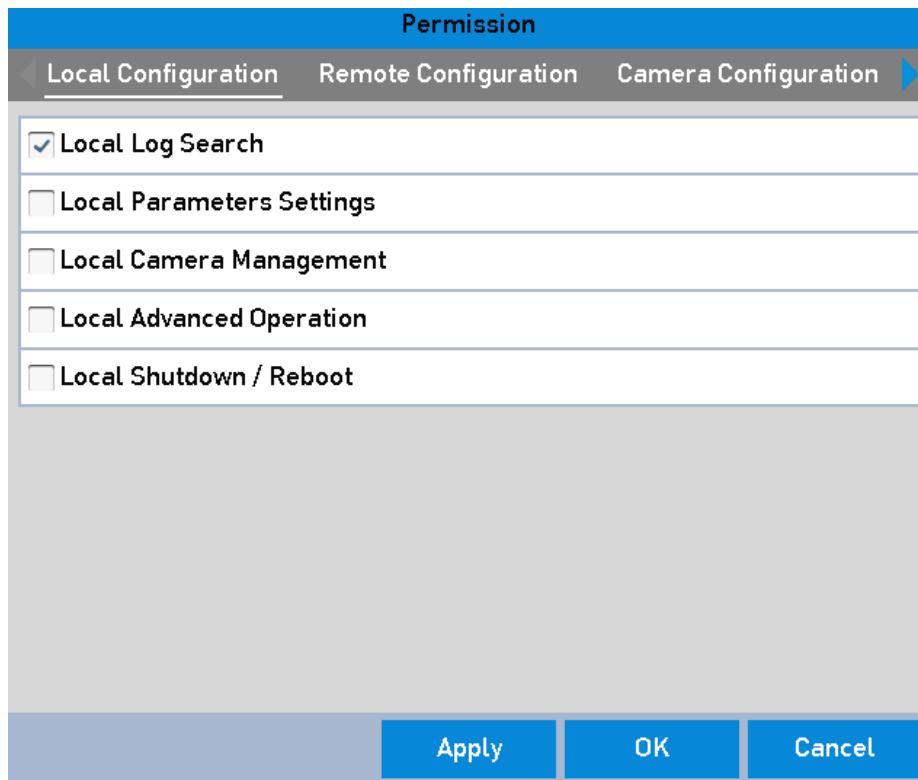 Permission
Local Configuration Remote Configuration Camera Configuration
Local Log Search
Local Parameters Settings
Local Camera Management
Local Advanced Operation
Local Shutdown / Reboot
Apply OK Cancel